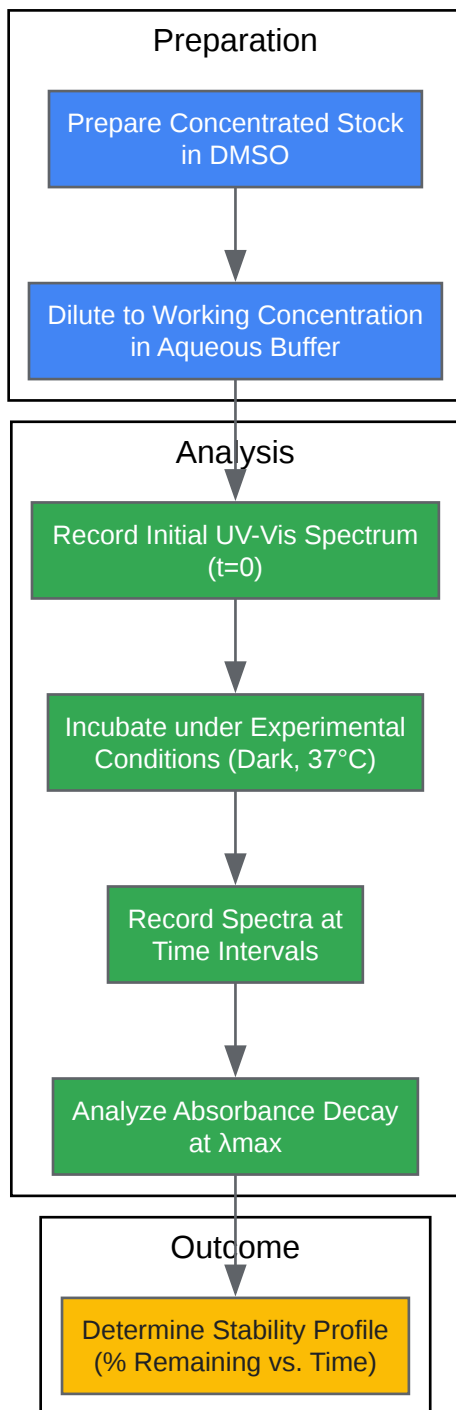 Preparation
Prepare Concentrated Stock
in DMSO
Dilute to Working Concentration
in Aqueous Buffer
Analysis
Record Initial UV-Vis Spectrum
(t=0)
Incubate under Experimental
Conditions (Dark, 37°C)
Record Spectra at
Time Intervals
Analyze Absorbance Decay
at λmax
Outcome
Determine Stability Profile
(% Remaining vs. Time)